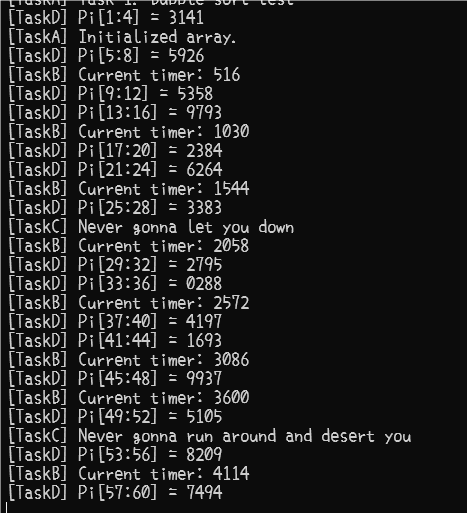 [TaskA] Task 1: Bubble sort test
[TaskD] Pi[1:4] = 3141
[TaskA] Initialized array.
[TaskD] Pi[5:8] = 5926
[TaskB] Current timer: 516
[TaskD] Pi[9:12] = 5358
[TaskD] Pi[13:16] = 9793
[TaskB] Current timer: 1030
[TaskD] Pi[17:20] = 2384
[TaskD] Pi[21:24] = 6264
[TaskB] Current timer: 1544
[TaskD] Pi[25:28] = 3383
[TaskC] Never gonna let you down
[TaskB] Current timer: 2058
[TaskD] Pi[29:32] = 2795
[TaskD] Pi[33:36] = 0288
[TaskB] Current timer: 2572
[TaskD] Pi[37:40] = 4197
[TaskD] Pi[41:44] = 1693
[TaskB] Current timer: 3086
[TaskD] Pi[45:48] = 9937
[TaskB] Current timer: 3600
[TaskD] Pi[49:52] = 5105
[TaskC] Never gonna run around and desert you
[TaskD] Pi[53:56] = 8209
[TaskB] Current timer: 4114
[TaskD] Pi[57:60] = 7494